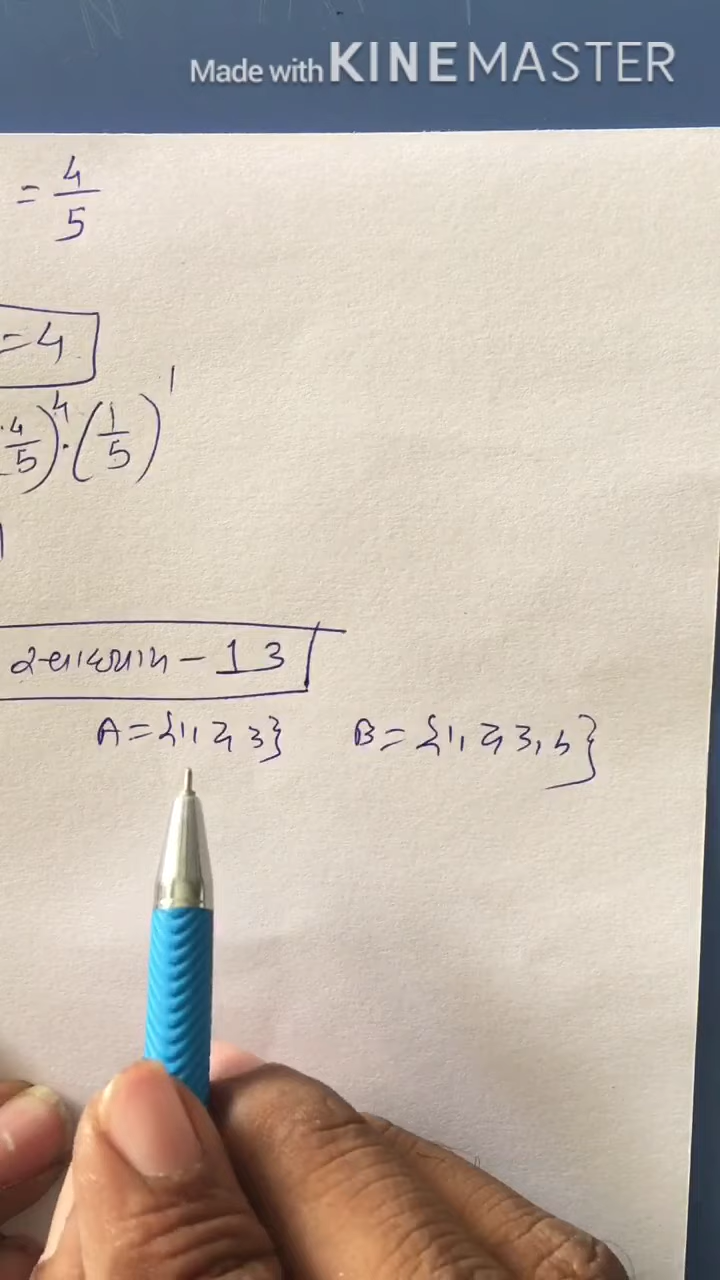 Made with KINEMASTER
= 4/5
= 4
4/5)^4 · (1/5)^1
- 13
A = {1, 2, 3} B = {1, 2, 3, 5}